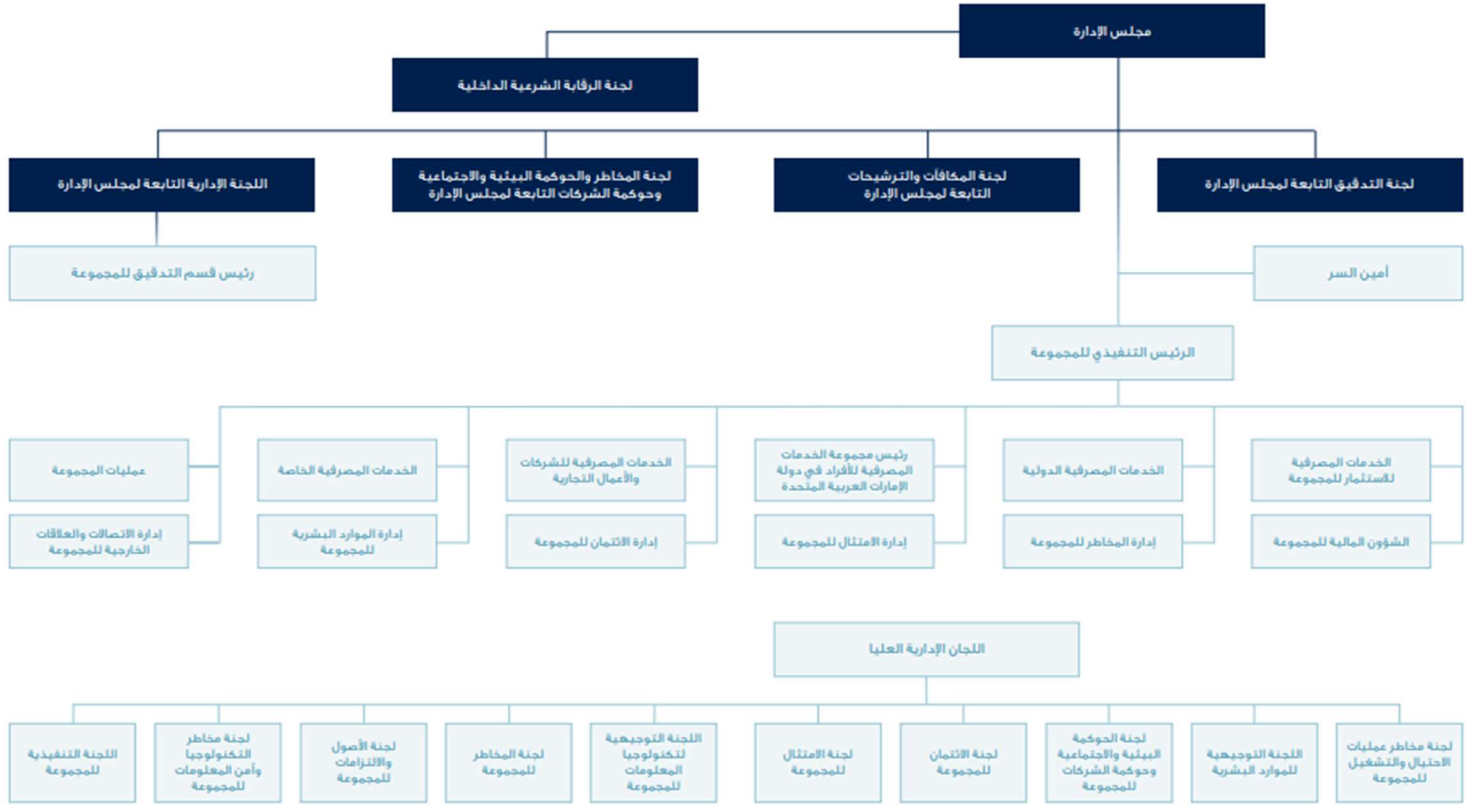 مجلس الإدارة
لجنة الرقابة الشرعية الداخلية
لجنة التدقيق التابعة لمجلس الإدارة
لجنة المكافآت والترشيحات
التابعة لمجلس الإدارة
لجنة المخاطر والحوكمة البيئية والاجتماعية
وحوكمة الشركات التابعة لمجلس الإدارة
اللجنة الإدارية التابعة لمجلس الإدارة
أمين السر
رئيس قسم التدقيق للمجموعة
الرئيس التنفيذي للمجموعة
الخدمات المصرفية
للاستثمار للمجموعة
الخدمات المصرفية الدولية
رئيس مجموعة الخدمات
المصرفية للأفراد في دولة
الإمارات العربية المتحدة
الخدمات المصرفية للشركات
والأعمال التجارية
الخدمات المصرفية الخاصة
عمليات المجموعة
الشؤون المالية للمجموعة
إدارة المخاطر للمجموعة
إدارة الامتثال للمجموعة
إدارة الائتمان للمجموعة
إدارة الموارد البشرية
للمجموعة
إدارة الاتصالات والعلاقات
الخارجية للمجموعة
اللجان الإدارية العليا
لجنة مخاطر عمليات
الاحتيال والتشغيل
للمجموعة
اللجنة التوجيهية
للموارد البشرية
لجنة الحوكمة
البيئية والاجتماعية
وحوكمة الشركات
للمجموعة
لجنة الائتمان
للمجموعة
لجنة الامتثال
للمجموعة
اللجنة التوجيهية
لتكنولوجيا
المعلومات
للمجموعة
لجنة المخاطر
للمجموعة
لجنة الأصول
والالتزامات
للمجموعة
لجنة مخاطر
التكنولوجيا
وأمن المعلومات
للمجموعة
اللجنة التنفيذية
للمجموعة